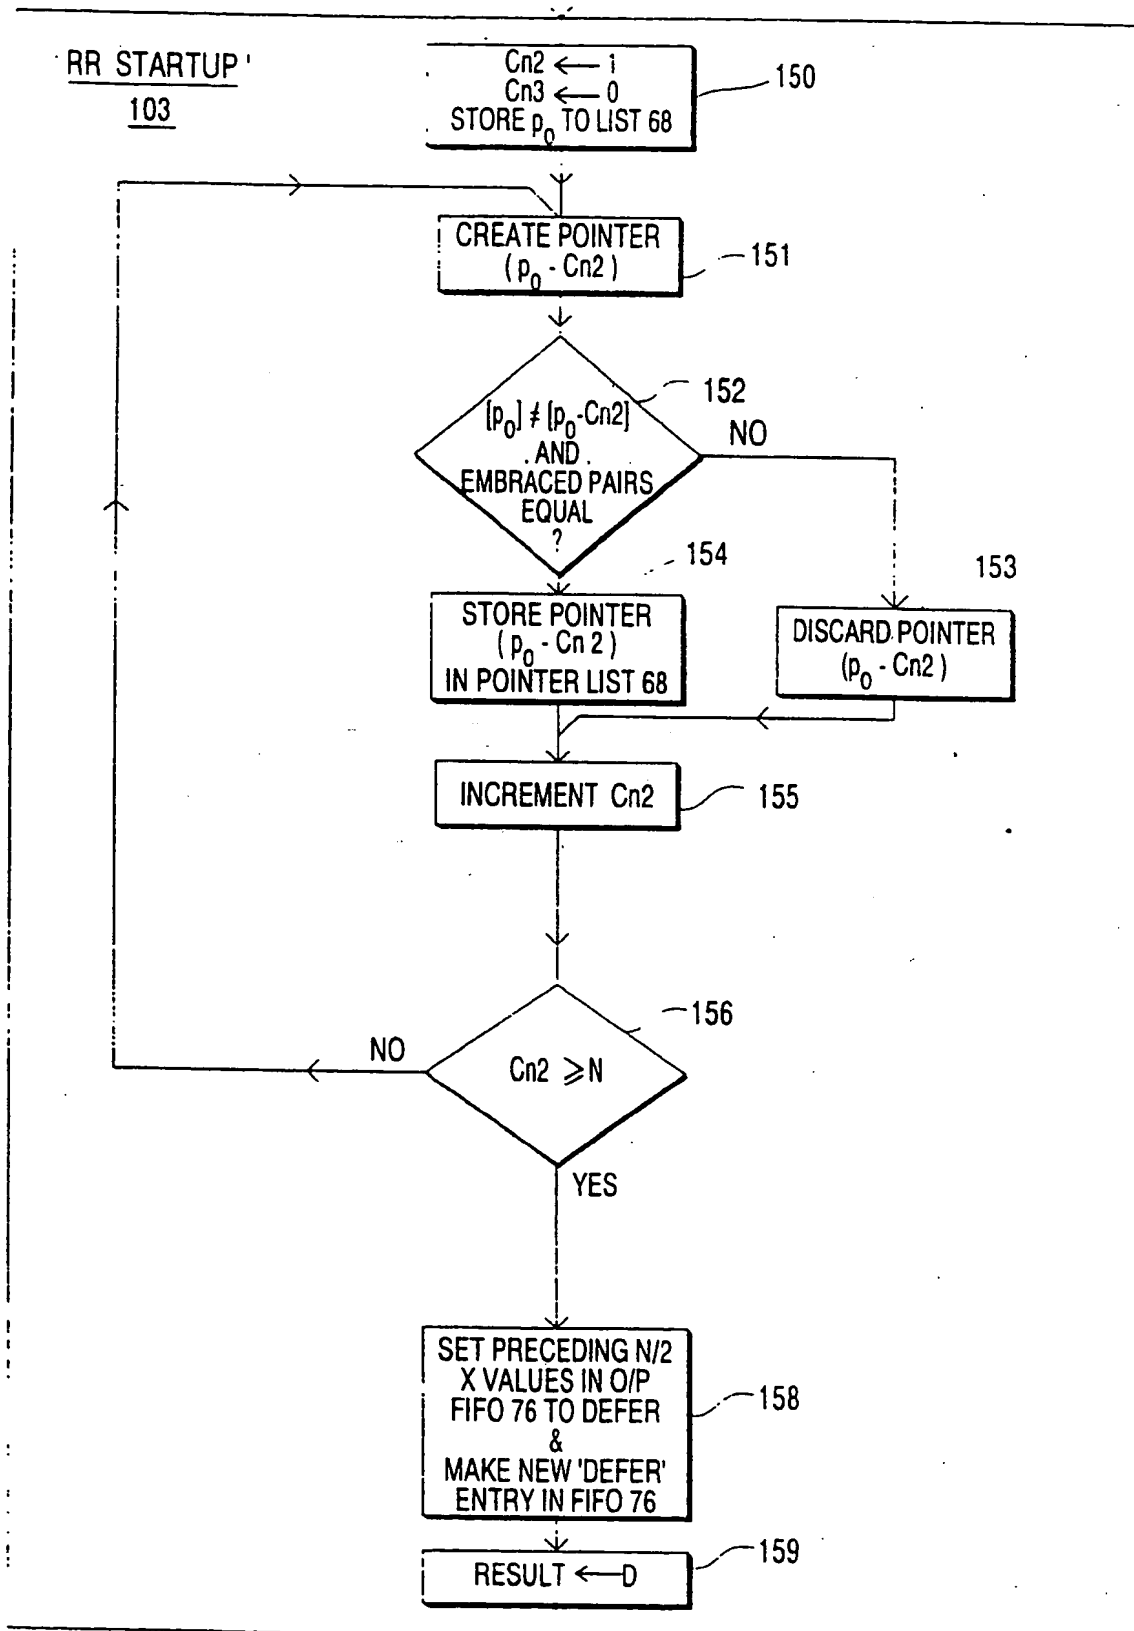 'RR STARTUP'
103
Cn2 ← 1
Cn3 ← 0
STORE p0 TO LIST 68
150
CREATE POINTER
(p0 - Cn2)
151
152
[p0] ≠ [p0-Cn2]
AND
EMBRACED PAIRS
EQUAL
?
NO
154
STORE POINTER
(p0 - Cn 2)
IN POINTER LIST 68
153
DISCARD POINTER
(p0 - Cn2)
INCREMENT Cn2
155
156
Cn2 ⩾ N
NO
YES
SET PRECEDING N/2
X VALUES IN O/P
FIFO 76 TO DEFER
&
MAKE NEW 'DEFER'
ENTRY IN FIFO 76
158
RESULT ← D
159